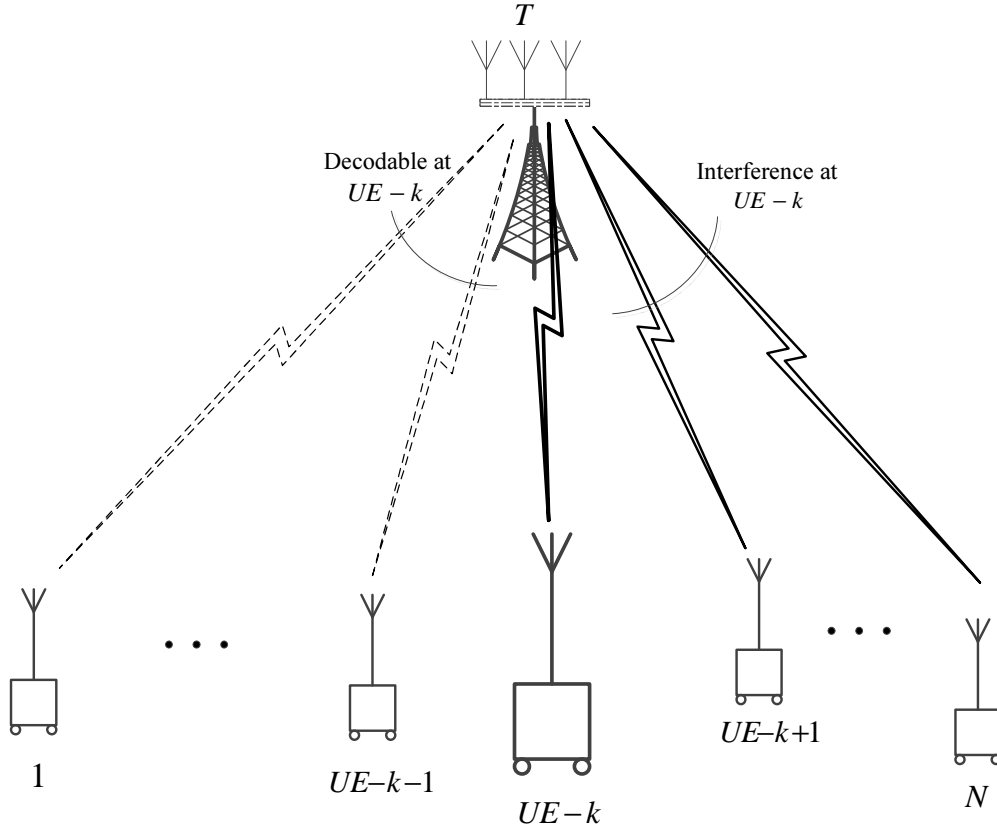 T
Decodable at
UE – k
Interference at
UE – k
1
UE–k–1
UE – k
UE–k+1
N